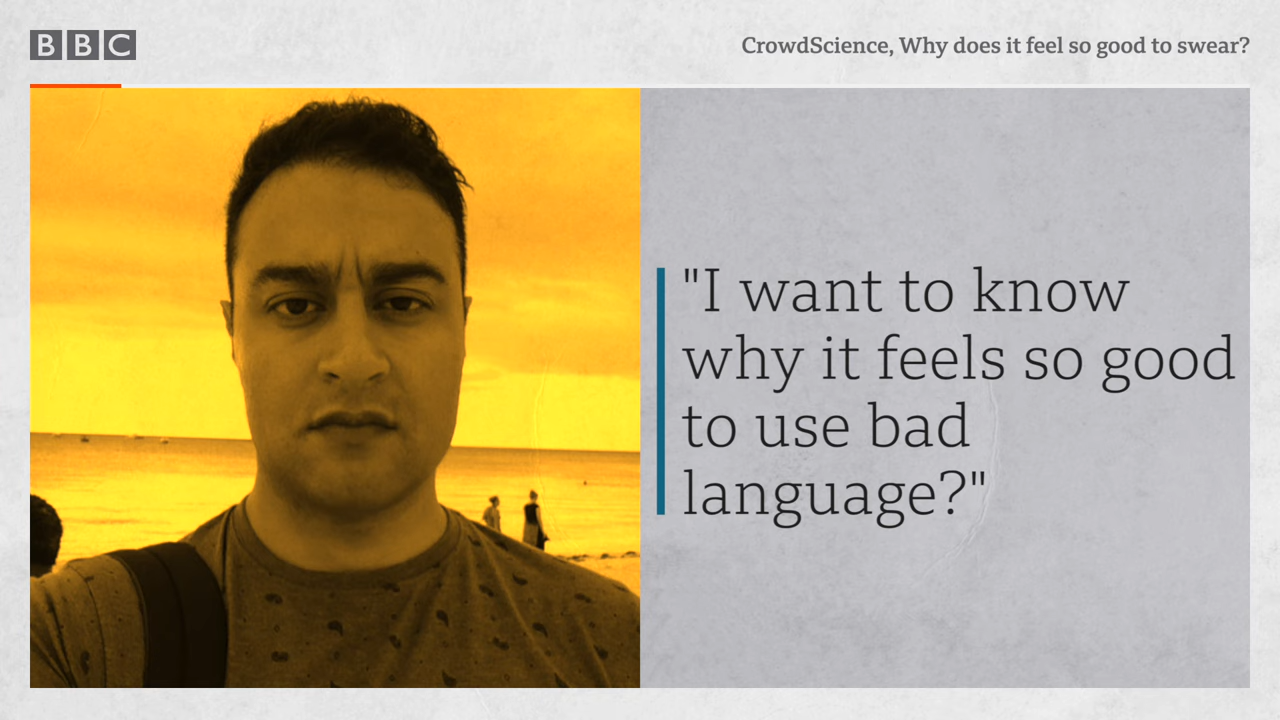 BBC
CrowdScience, Why does it feel so good to swear?
"I want to know
why it feels so good
to use bad
language?"